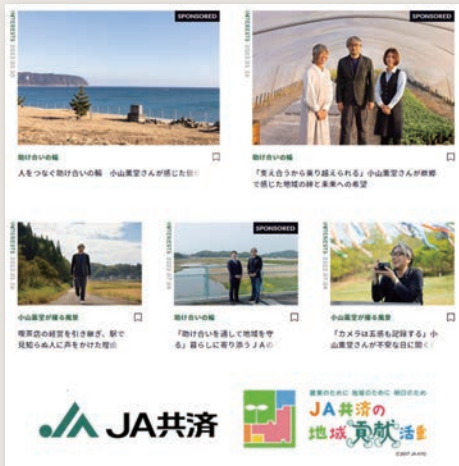 SPONSORED
SPONSORED
INTERESTS
INTERESTS
助け合いの輪
人をつなぐ助け合いの輪 小山薫堂さんが感じた
助け合いの輪
「支え合うから乗り越えられる」小山薫堂さんが故郷
で感じた地域の絆と未来への希望
SPONSORED
INTERESTS
INTERESTS
INTERESTS
小山薫堂が撮る風景
喫茶店の経営を引き継ぎ、駅で
見知らぬ人に声をかけた理由
助け合いの輪
「助け合いを通して地域を守
る」暮らしに寄り添うJAの
小山薫堂が撮る風景
「カメラは五感も記録する」小
山薫堂さんが不安な日に聞く
JA共済
農業のために 地域のために 明日のため
JA共済の
地域貢献活動